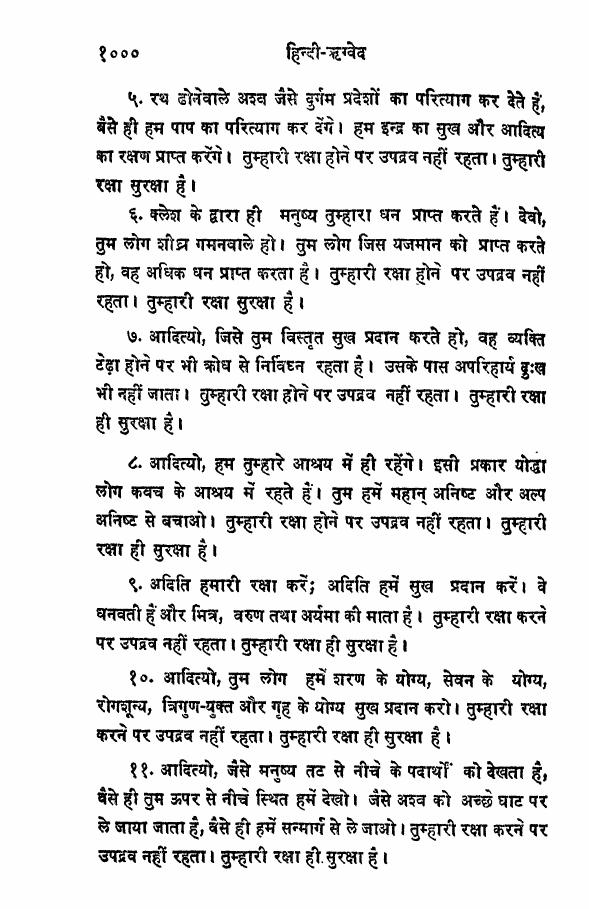 १००० हिन्दी-ऋग्वेद
५. रथ ढोनेवाले अश्व जैसे दुर्गम प्रदेशों का परित्याग कर देते हैं,
वैसे ही हम पाप का परित्याग कर देंगे। हम इन्द्र का सुख और आदित्य
का रक्षण प्राप्त करेंगे। तुम्हारी रक्षा होने पर उपद्रव नहीं रहता। तुम्हारी
रक्षा सुरक्षा है।
६. क्लेश के द्वारा ही मनुष्य तुम्हारा धन प्राप्त करते हैं। देवो,
तुम लोग शीघ्र गमनवाले हो। तुम लोग जिस यजमान को प्राप्त करते
हो, वह अधिक धन प्राप्त करता है। तुम्हारी रक्षा होने पर उपद्रव नहीं
रहता। तुम्हारी रक्षा सुरक्षा है।
७. आदित्यो, जिसे तुम विस्तृत सुख प्रदान करते हो, वह व्यक्ति
टेढ़ा होने पर भी क्रोध से निर्विघ्न रहता है। उसके पास अपरिहार्य दुःख
भी नहीं जाता। तुम्हारी रक्षा होने पर उपद्रव नहीं रहता। तुम्हारी रक्षा
ही सुरक्षा है।
८. आदित्यो, हम तुम्हारे आश्रय में ही रहेंगे। इसी प्रकार योद्धा
लोग कवच के आश्रय में रहते हैं। तुम हमें महान् अनिष्ट और अल्प
अनिष्ट से बचाओ। तुम्हारी रक्षा होने पर उपद्रव नहीं रहता। तुम्हारी
रक्षा ही सुरक्षा है।
९. अदिति हमारी रक्षा करें; अदिति हमें सुख प्रदान करें। वे
धनवती हैं और मित्र, वरुण तथा अर्यमा की माता है। तुम्हारी रक्षा करने
पर उपद्रव नहीं रहता। तुम्हारी रक्षा ही सुरक्षा है।
१०. आदित्यो, तुम लोग हमें शरण के योग्य, सेवन के योग्य,
रोगशून्य, त्रिगुण-युक्त और गृह के योग्य सुख प्रदान करो। तुम्हारी रक्षा
करने पर उपद्रव नहीं रहता। तुम्हारी रक्षा ही सुरक्षा है।
११. आदित्यो, जैसे मनुष्य तट से नीचे के पदार्थों को देखता है,
वैसे ही तुम ऊपर से नीचे स्थित हमें देखो। जैसे अश्व को अच्छे घाट पर
ले जाया जाता है, वैसे ही हमें सन्मार्ग से ले जाओ। तुम्हारी रक्षा करने पर
उपद्रव नहीं रहता। तुम्हारी रक्षा ही सुरक्षा है।